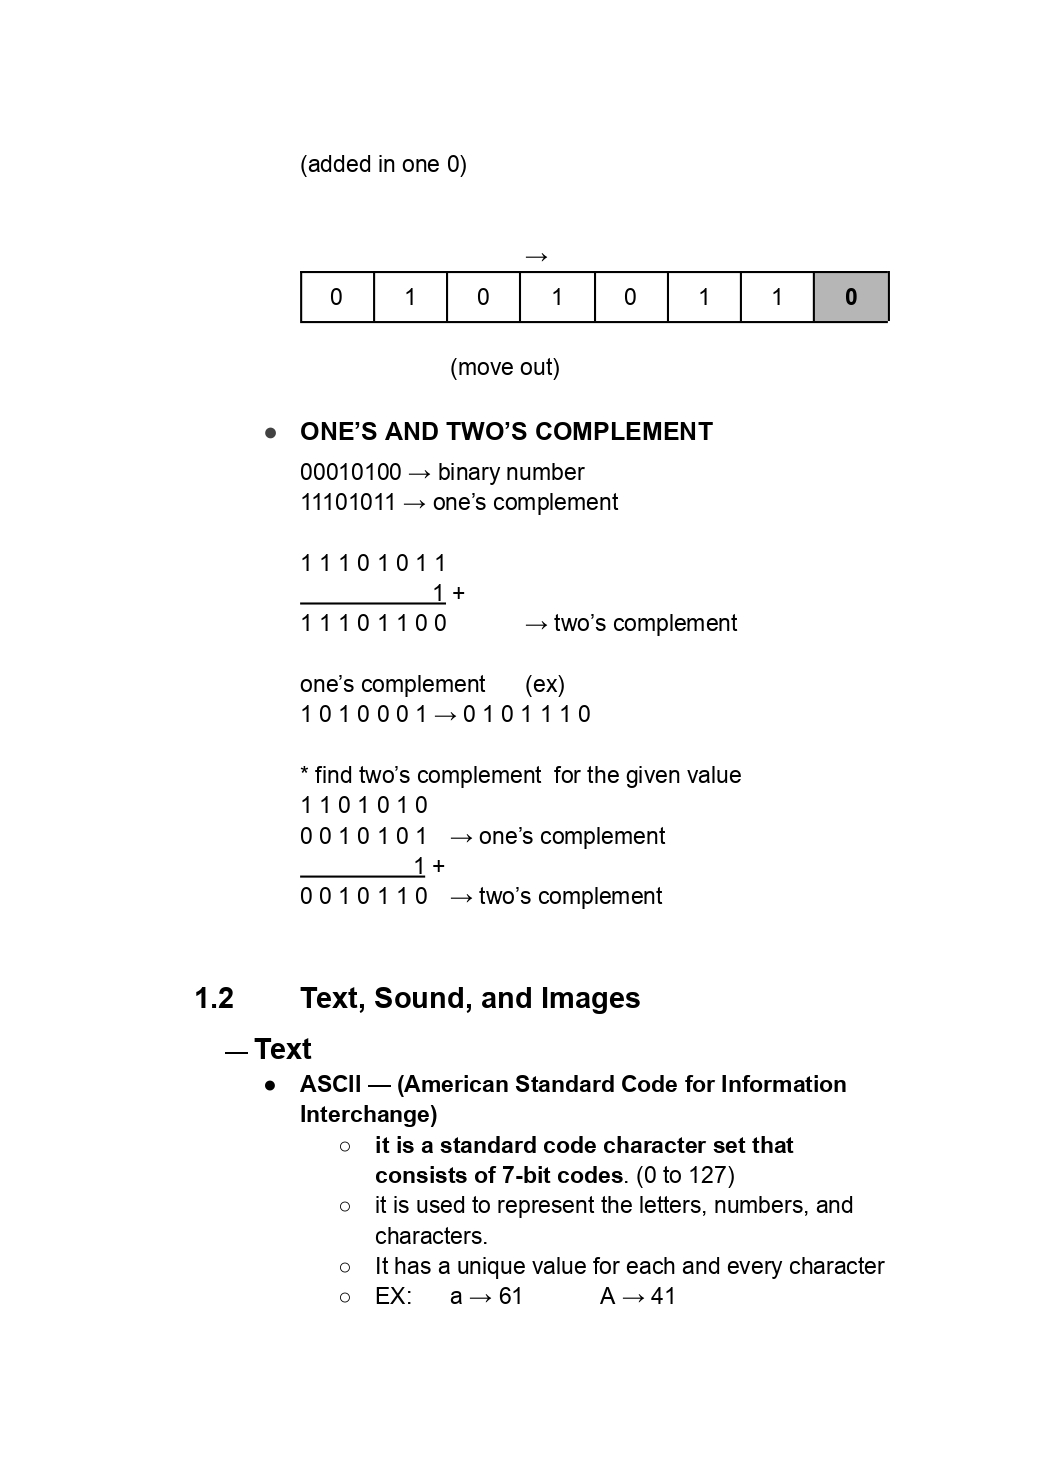 (added in one 0)
→
0 1 0 1 0 1 1 0
(move out)
● ONE’S AND TWO’S COMPLEMENT
00010100 → binary number
11101011 → one’s complement
1 1 1 0 1 0 1 1
1 +
1 1 1 0 1 1 0 0 → two’s complement
one’s complement (ex)
1 0 1 0 0 0 1 → 0 1 0 1 1 1 0
* find two’s complement for the given value
1 1 0 1 0 1 0
0 0 1 0 1 0 1 → one’s complement
1 +
0 0 1 0 1 1 0 → two’s complement
1.2 Text, Sound, and Images
— Text
● ASCII — (American Standard Code for Information
Interchange)
○ it is a standard code character set that
consists of 7-bit codes. (0 to 127)
○ it is used to represent the letters, numbers, and
characters.
○ It has a unique value for each and every character
○ EX: a → 61 A → 41